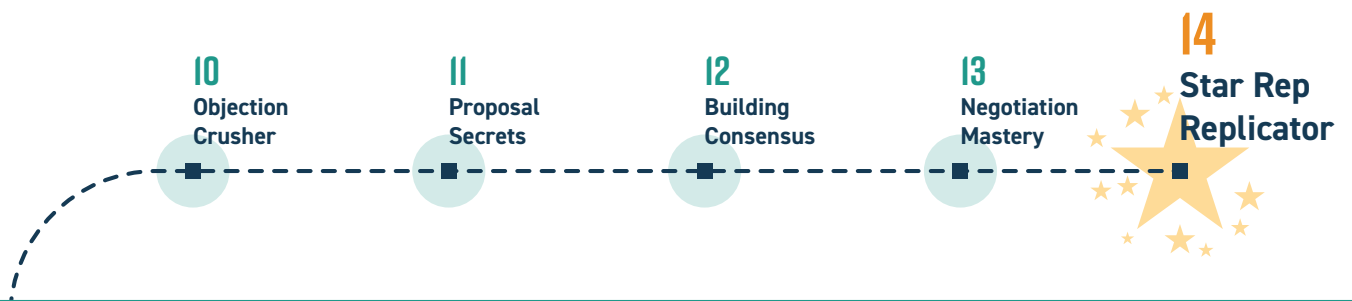 10
Objection
Crusher
11
Proposal
Secrets
12
Building
Consensus
13
Negotiation
Mastery
14
Star Rep
Replicator